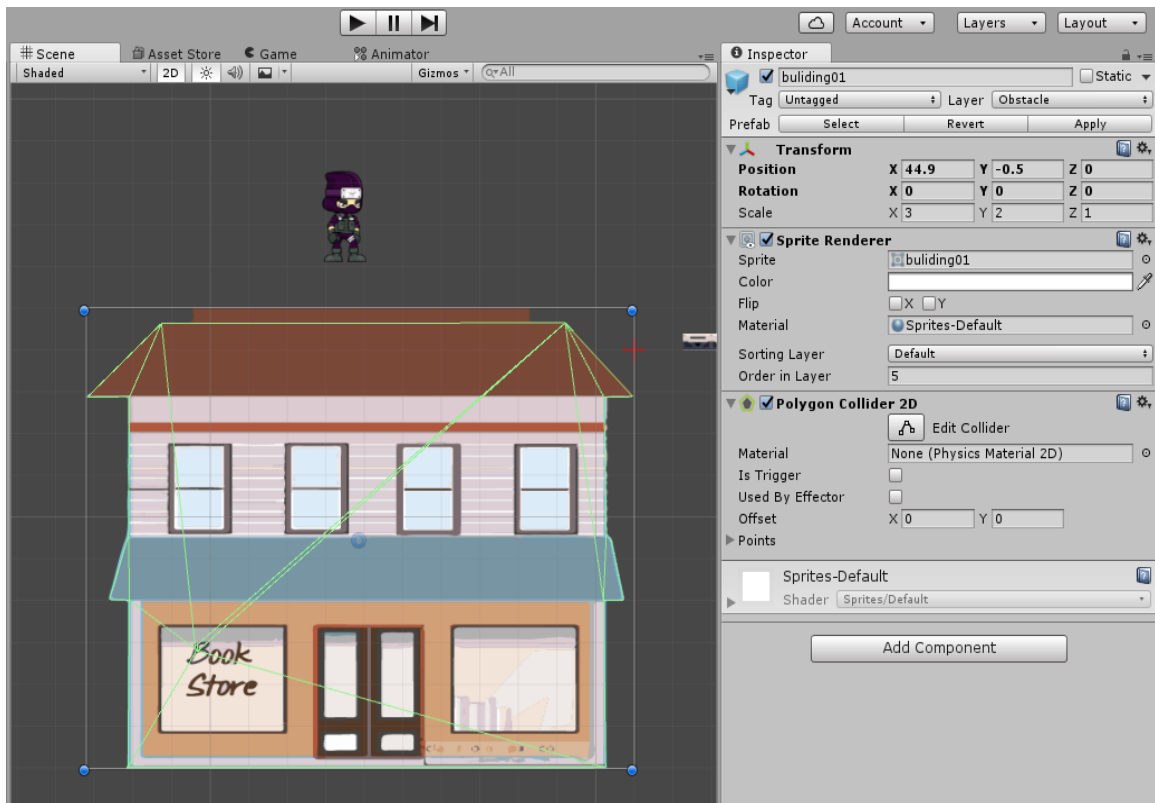 Account
Layers
Layout
Scene
Asset Store
Game
Animator
Inspector
Shaded
2D
Gizmos
All
buliding01
Static
Tag Untagged Layer Obstacle
Prefab Select Revert Apply
Transform
Position X 44.9 Y -0.5 Z 0
Rotation X 0 Y 0 Z 0
Scale X 3 Y 2 Z 1
Sprite Renderer
Sprite buliding01
Color
Flip X Y
Material Sprites-Default
Sorting Layer Default
Order in Layer 5
Polygon Collider 2D
Edit Collider
Material None (Physics Material 2D)
Is Trigger
Used By Effector
Offset X 0 Y 0
Points
Sprites-Default
Shader Sprites/Default
Add Component
Book
Store